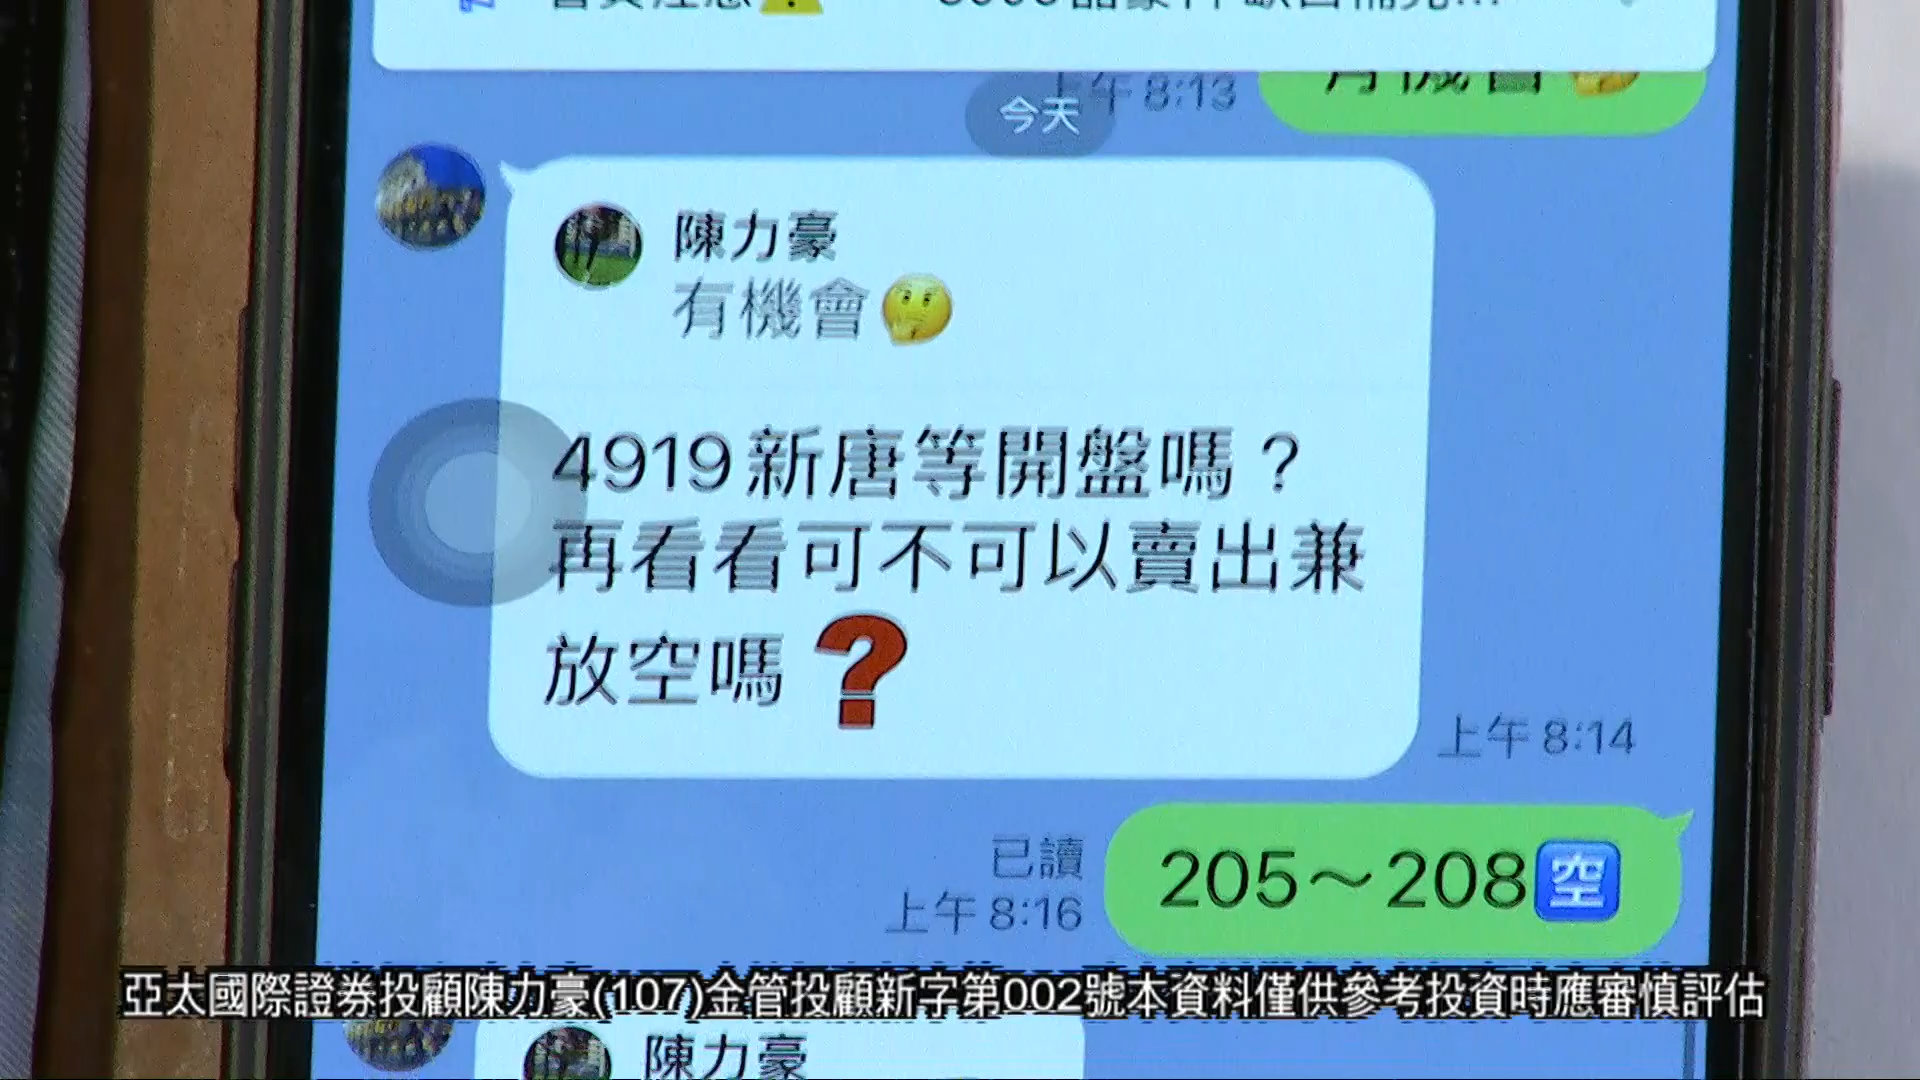 上午 8:13
今天
陳力豪
有機會🤔
4919新唐等開盤嗎？
再看看可不可以賣出兼
放空嗎❓
上午 8:14
205～208🈳
已讀
上午 8:16
亞太國際證券投顧陳力豪(107)金管投顧新字第002號本資料僅供參考投資時應審慎評估
陳力豪